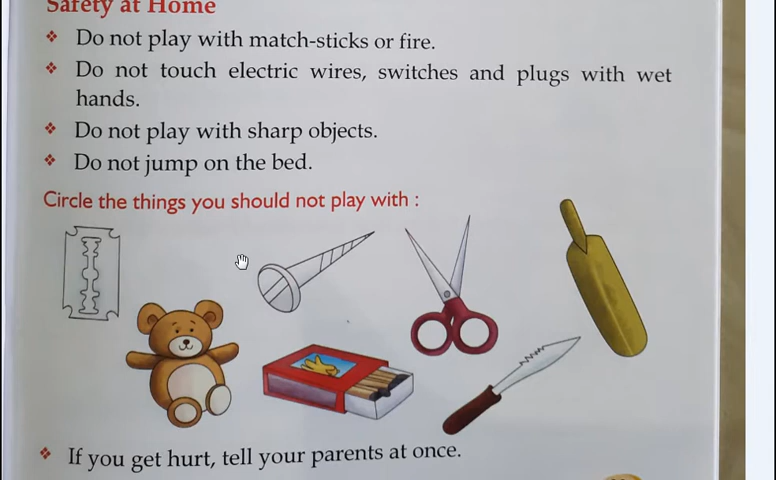 Safety at Home
❖ Do not play with match-sticks or fire.
❖ Do not touch electric wires, switches and plugs with wet
hands.
❖ Do not play with sharp objects.
❖ Do not jump on the bed.
Circle the things you should not play with :
❖ If you get hurt, tell your parents at once.